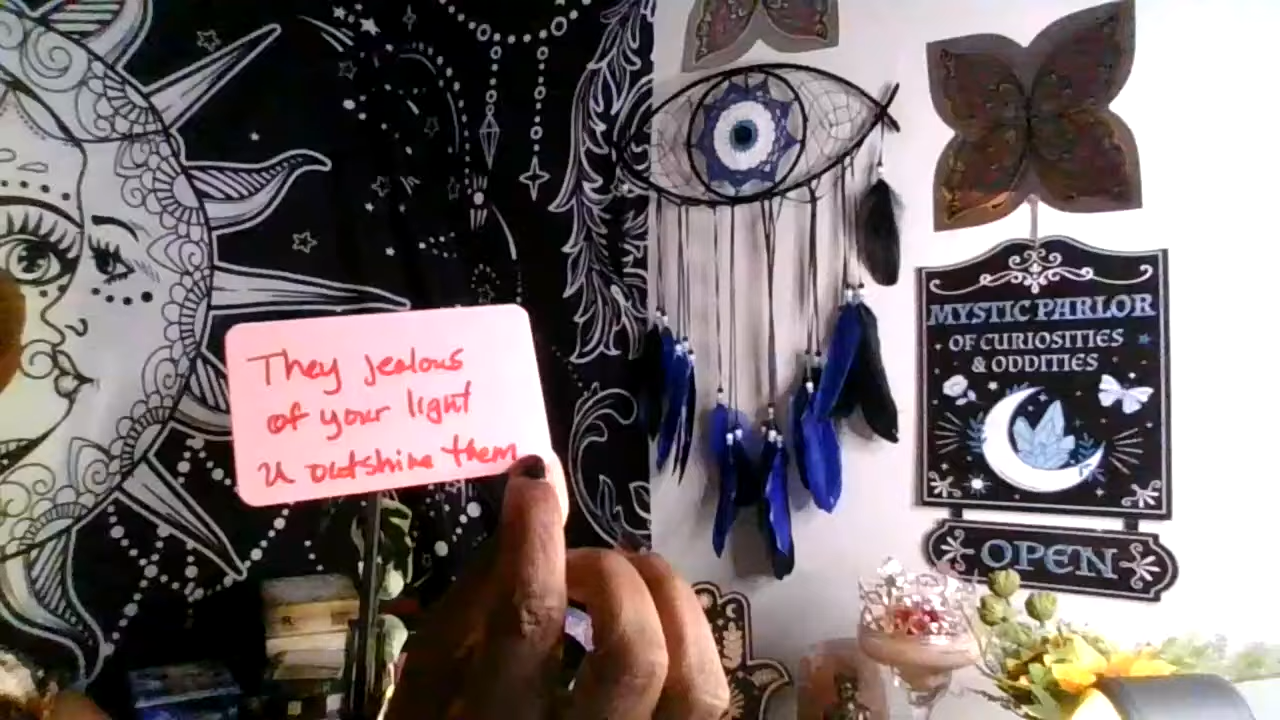 They jealous
of your light
u outshine them
MYSTIC PARLOR
OF CURIOSITIES
& ODDITIES
OPEN